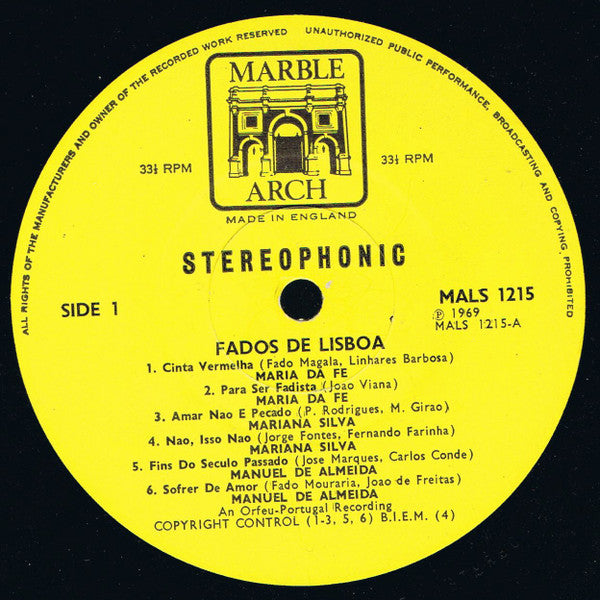 ALL RIGHTS OF THE MANUFACTURERS AND OWNER OF THE RECORDED WORK RESERVED
UNAUTHORIZED PUBLIC PERFORMANCE, BROADCASTING AND COPYING PROHIBITED
MARBLE
ARCH
33⅓ RPM
33⅓ RPM
MADE IN ENGLAND
STEREOPHONIC
SIDE 1
MALS 1215
Ⓟ 1969
MALS 1215-A
FADOS DE LISBOA
1. Cinta Vermelha (Fado Magala, Linhares Barbosa)
MARIA DA FE
2. Para Ser Fadista (Joao Viana)
MARIA DA FE
3. Amar Nao E Pecado (P. Rodrigues, M. Girao)
MARIANA SILVA
4. Nao, Isso Nao (Jorge Fontes, Fernando Farinha)
MARIANA SILVA
5. Fins Do Seculo Passado (Jose Marques, Carlos Conde)
MANUEL DE ALMEIDA
6. Sofrer De Amor (Fado Mouraria, Joao de Freitas)
MANUEL DE ALMEIDA
An Orfeu-Portugal Recording
COPYRIGHT CONTROL (1-3, 5, 6) B.I.E.M. (4)